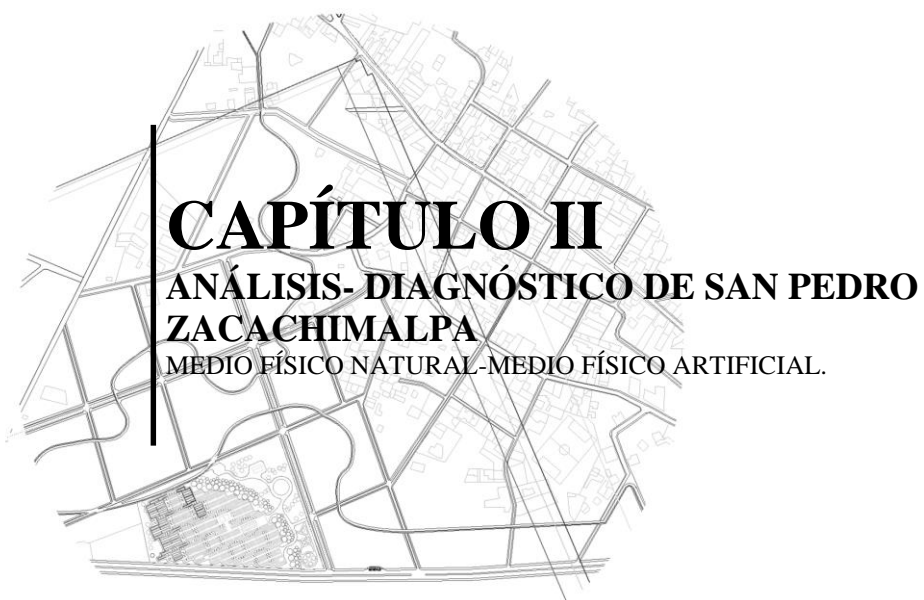 CAPÍTULO II
ANÁLISIS- DIAGNÓSTICO DE SAN PEDRO
ZACACHIMALPA
MEDIO FÍSICO NATURAL-MEDIO FÍSICO ARTIFICIAL.